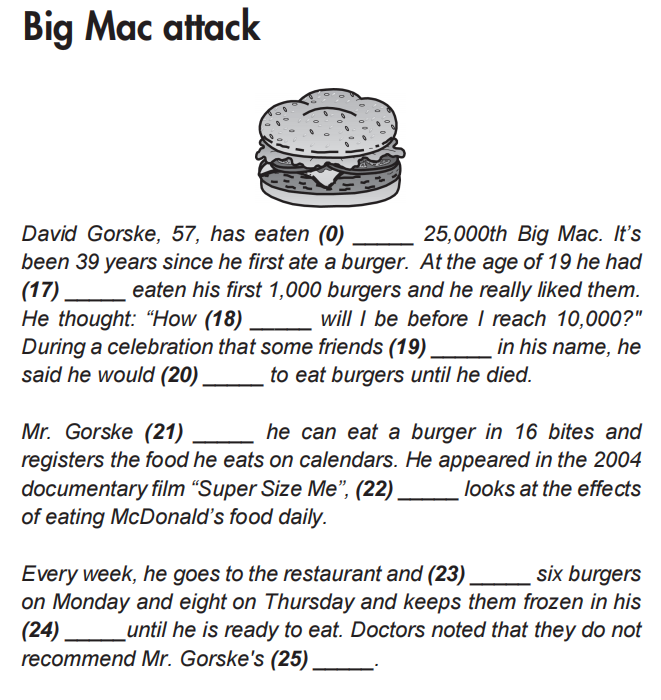 Big Mac attack
David Gorske, 57, has eaten (0) _____ 25,000th Big Mac. It's
been 39 years since he first ate a burger. At the age of 19 he had
(17) _____ eaten his first 1,000 burgers and he really liked them.
He thought: “How (18) _____ will I be before I reach 10,000?"
During a celebration that some friends (19) _____ in his name, he
said he would (20) _____ to eat burgers until he died.
Mr. Gorske (21) _____ he can eat a burger in 16 bites and
registers the food he eats on calendars. He appeared in the 2004
documentary film “Super Size Me”, (22) _____ looks at the effects
of eating McDonald’s food daily.
Every week, he goes to the restaurant and (23) _____ six burgers
on Monday and eight on Thursday and keeps them frozen in his
(24) _____until he is ready to eat. Doctors noted that they do not
recommend Mr. Gorske's (25) _____.